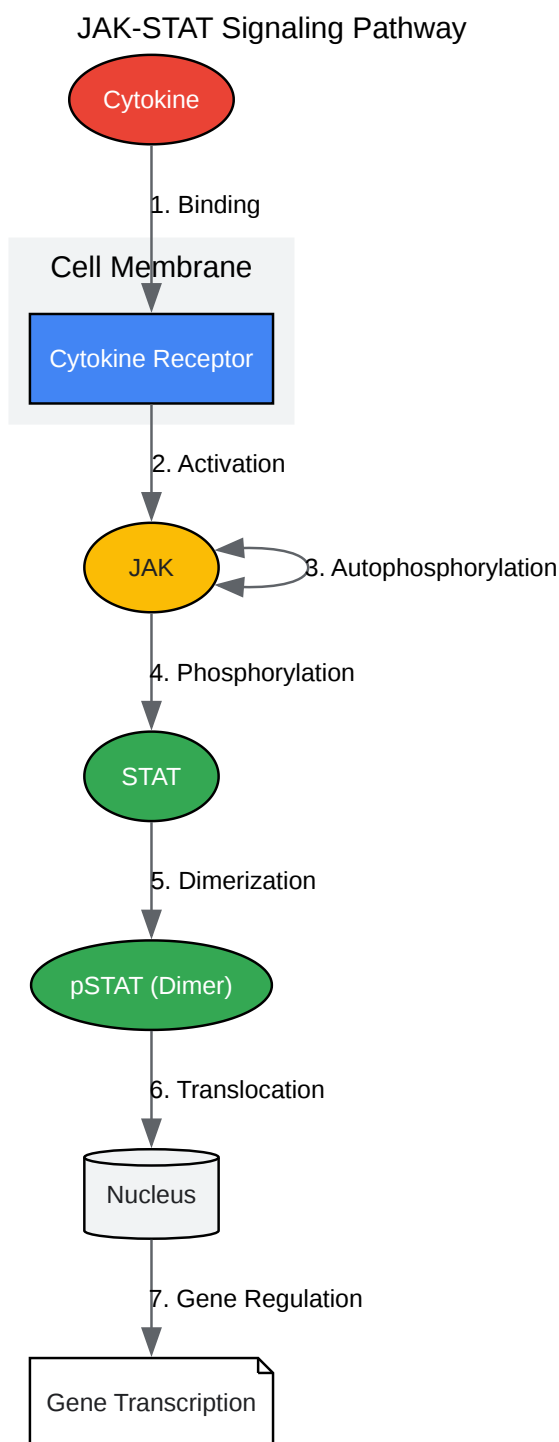 JAK-STAT Signaling Pathway
Cytokine
1. Binding
Cell Membrane
Cytokine Receptor
2. Activation
JAK
3. Autophosphorylation
4. Phosphorylation
STAT
5. Dimerization
pSTAT (Dimer)
6. Translocation
Nucleus
7. Gene Regulation
Gene Transcription